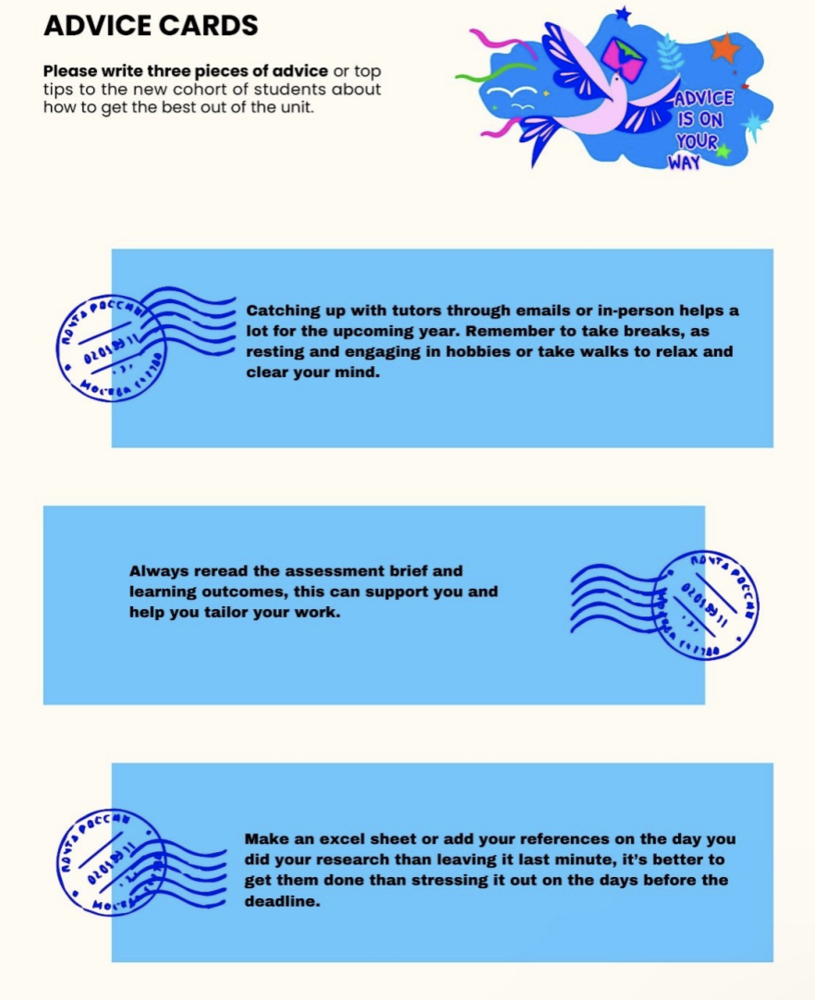 ADVICE CARDS
Please write three pieces of advice or top
tips to the new cohort of students about
how to get the best out of the unit.
ADVICE
IS ON
YOUR
WAY
ПОЧТА РОССИИ
Catching up with tutors through emails or in-person helps a
lot for the upcoming year. Remember to take breaks, as
resting and engaging in hobbies or take walks to relax and
clear your mind.
Always reread the assessment brief and
learning outcomes, this can support you and
help you tailor your work.
ПОЧТА РОССИИ
ПОЧТА РОССИИ
Make an excel sheet or add your references on the day you
did your research than leaving it last minute, it’s better to
get them done than stressing it out on the days before the
deadline.